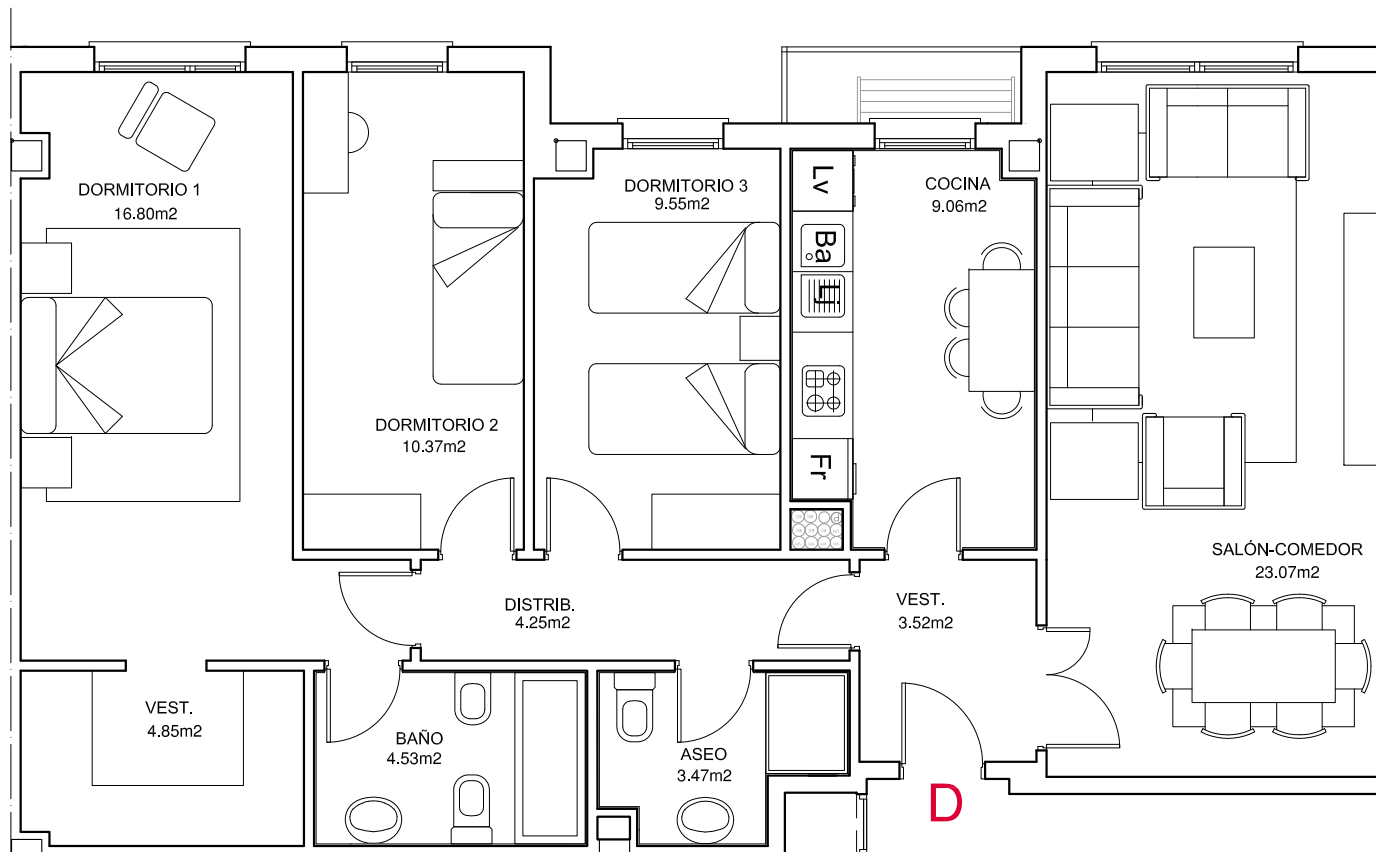 DORMITORIO 1
16.80m2
DORMITORIO 2
10.37m2
DORMITORIO 3
9.55m2
COCINA
9.06m2
Lv
Ba
Lj
Fr
SALÓN-COMEDOR
23.07m2
DISTRIB.
4.25m2
VEST.
3.52m2
VEST.
4.85m2
BAÑO
4.53m2
ASEO
3.47m2
D